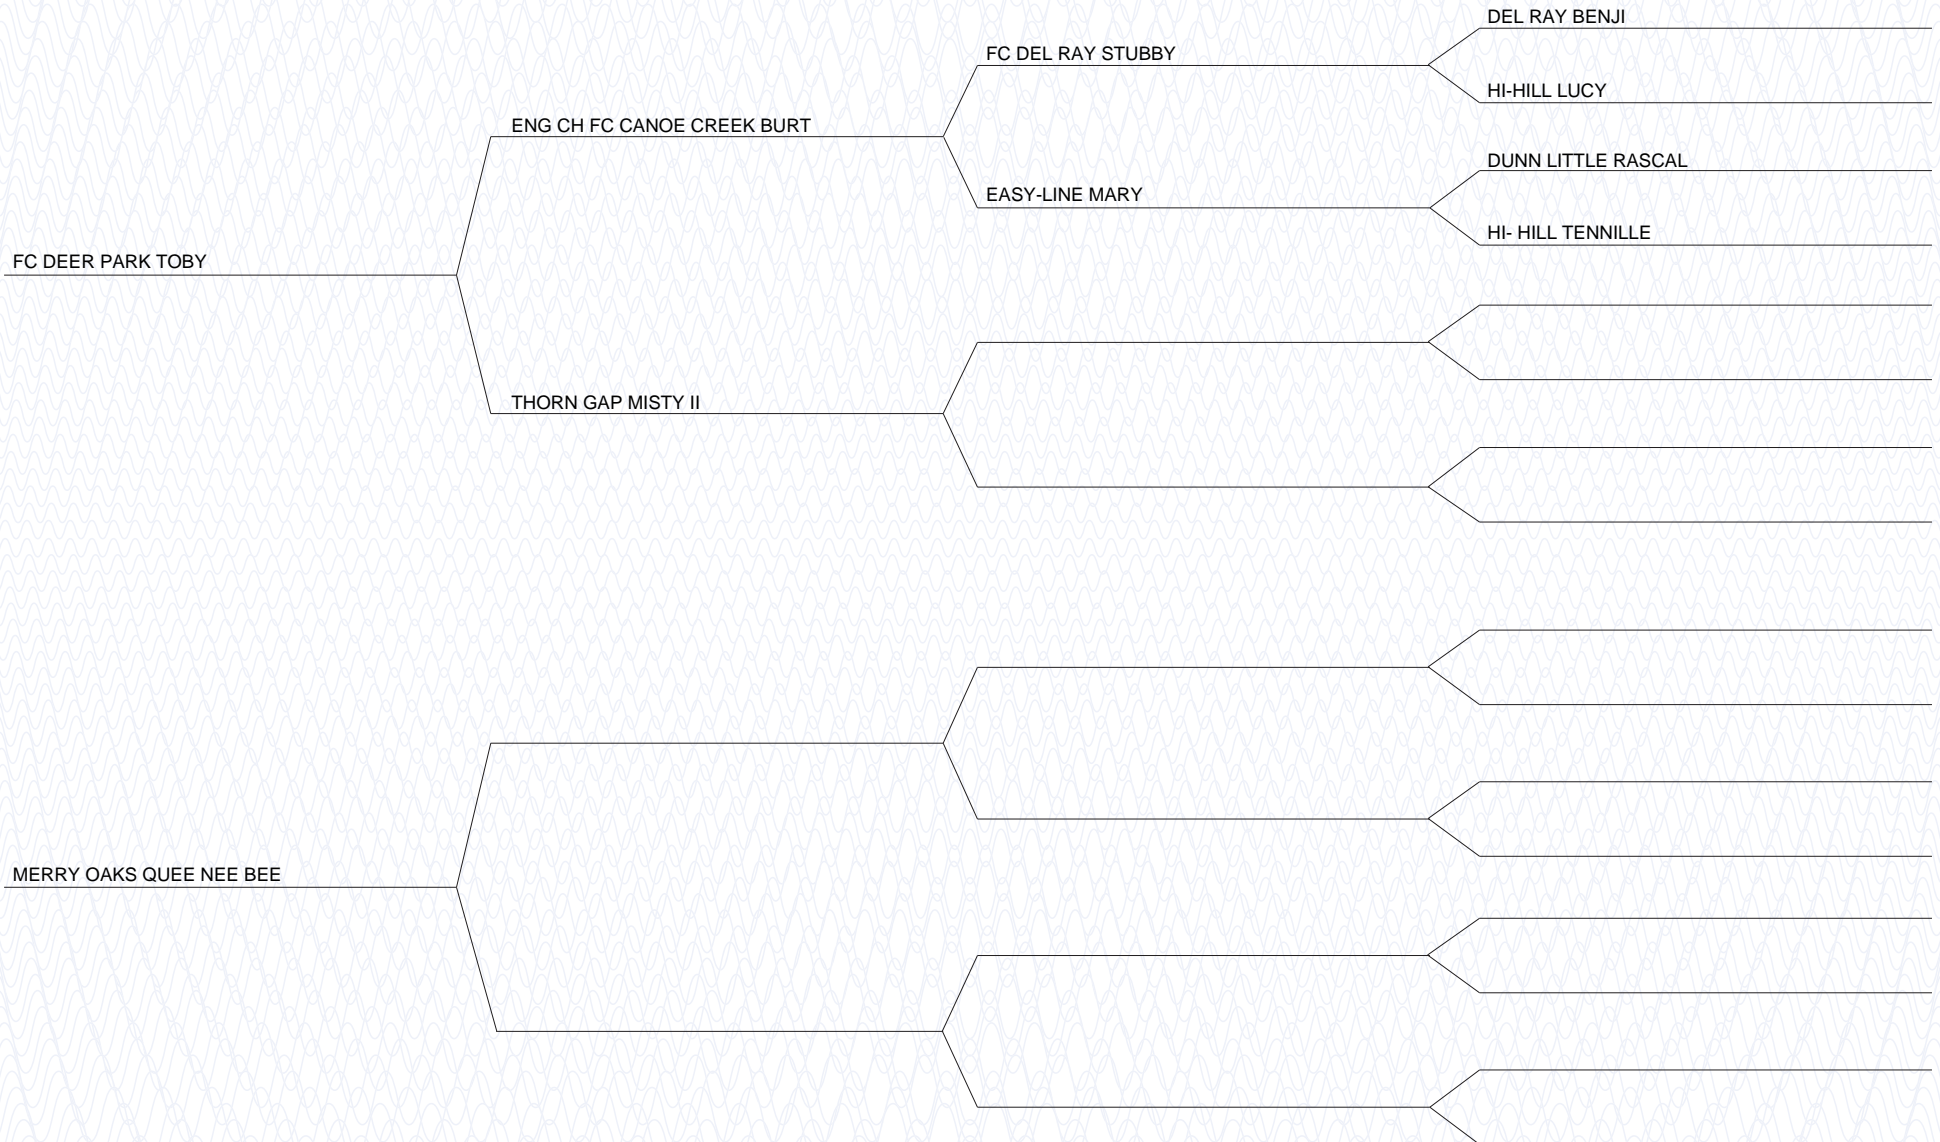 DEL RAY BENJI
FC DEL RAY STUBBY
HI-HILL LUCY
ENG CH FC CANOE CREEK BURT
DUNN LITTLE RASCAL
EASY-LINE MARY
HI- HILL TENNILLE
FC DEER PARK TOBY
THORN GAP MISTY II
MERRY OAKS QUEE NEE BEE